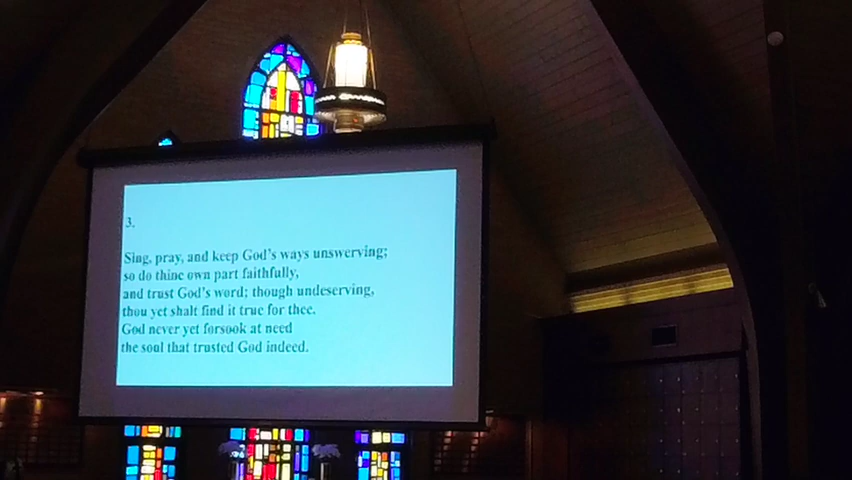 3.
Sing, pray, and keep God's ways unswerving;
so do thine own part faithfully,
and trust God's word; though undeserving,
thou yet shalt find it true for thee.
God never yet forsook at need
the soul that trusted God indeed.